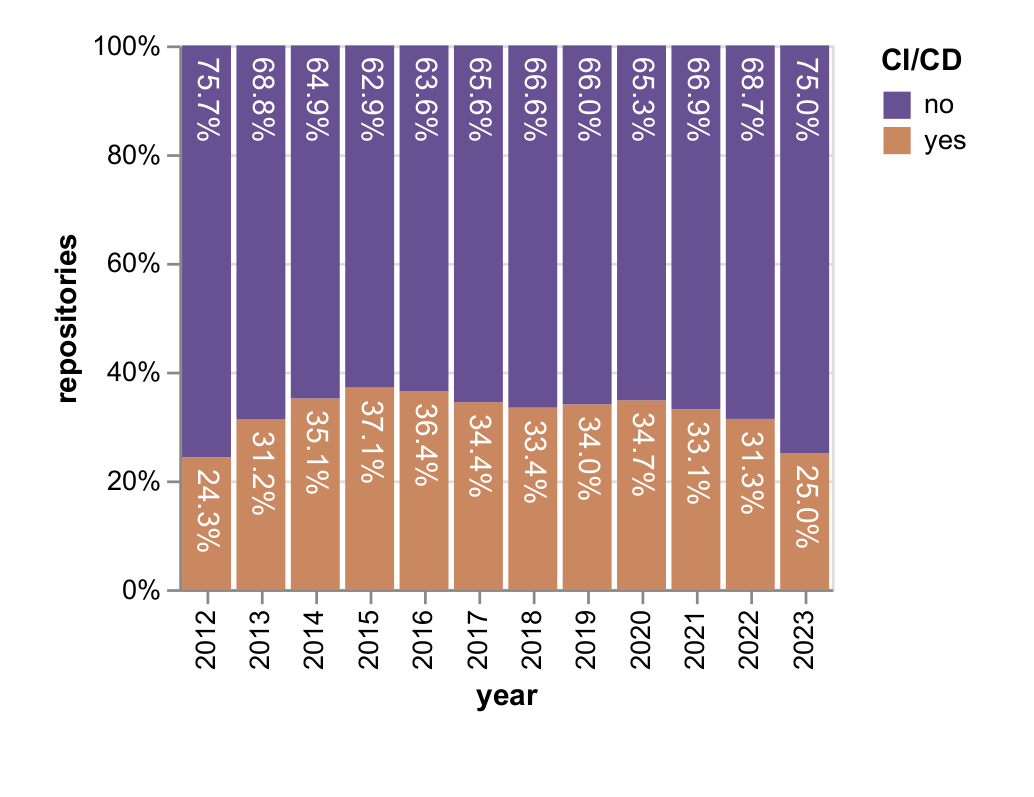 CI/CD
no
yes
repositories
100%
80%
60%
40%
20%
0%
75.7% 68.8% 64.9% 62.9% 63.6% 65.6% 66.6% 66.0% 65.3% 66.9% 68.7% 75.0%
24.3% 31.2% 35.1% 37.1% 36.4% 34.4% 33.4% 34.0% 34.7% 33.1% 31.3% 25.0%
2012 2013 2014 2015 2016 2017 2018 2019 2020 2021 2022 2023
year